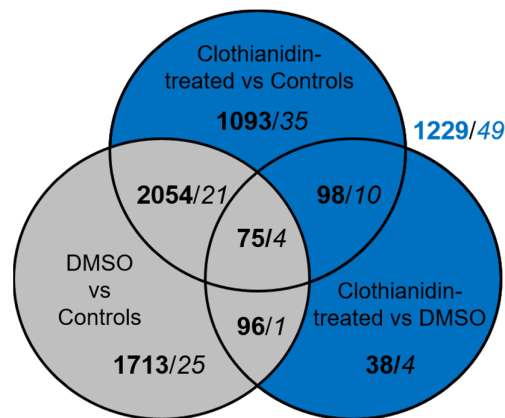 Clothianidin-
treated vs Controls
1093/35
1229/49
2054/21
98/10
75/4
DMSO
vs
Controls
Clothianidin-
treated vs DMSO
96/1
1713/25
38/4